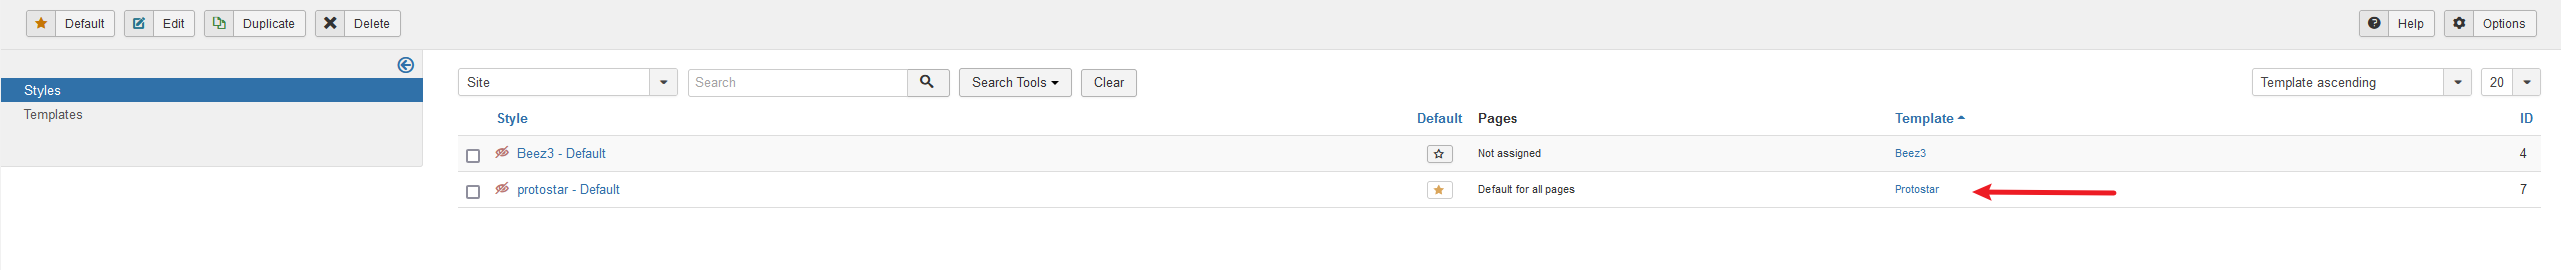 Default Edit Duplicate Delete Help Options
Styles
Templates
Site Search Search Tools Clear Template ascending 20
Style Default Pages Template ID
Beez3 - Default Not assigned Beez3 4
protostar - Default Default for all pages Protostar 7